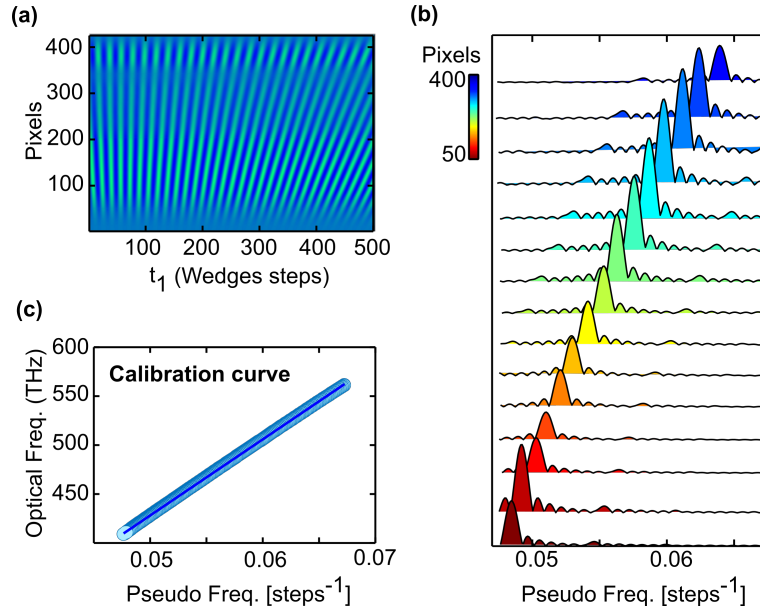 (a)
400
300
200
100
Pixels
100 200 300 400 500
t1 (Wedges steps)
(b)
Pixels
400
50
0.05 0.06
Pseudo Freq. [steps-1]
(c)
600
550
500
450
Optical Freq. (THz)
Calibration curve
0.05 0.06 0.07
Pseudo Freq. [steps-1]